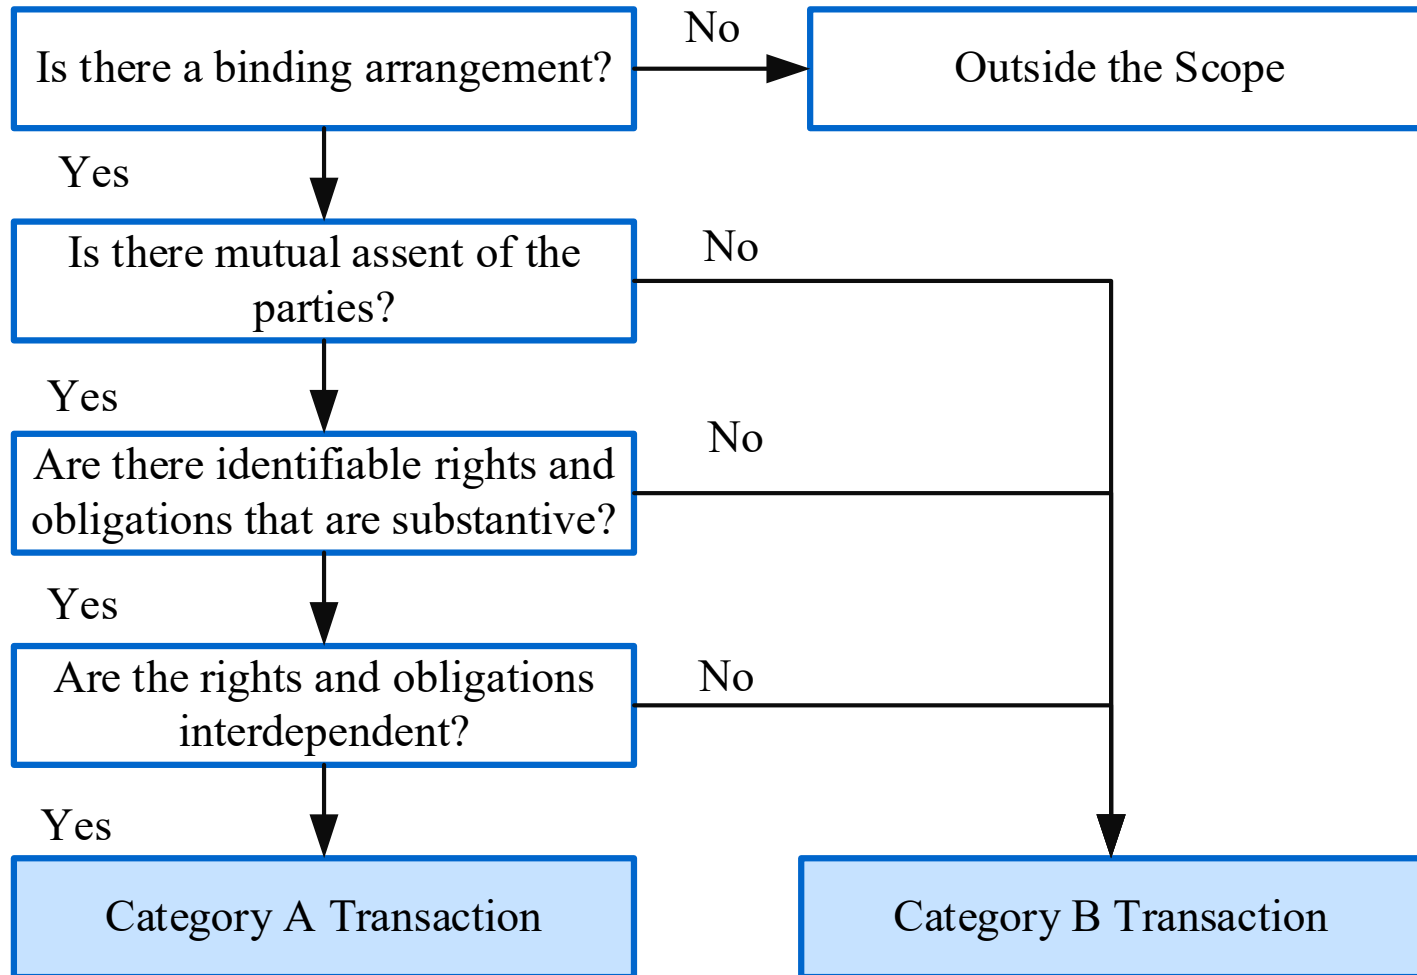 Is there a binding arrangement?
No
Outside the Scope
Yes
Is there mutual assent of the
parties?
No
Yes
Are there identifiable rights and
obligations that are substantive?
No
Yes
Are the rights and obligations
interdependent?
No
Yes
Category A Transaction
Category B Transaction